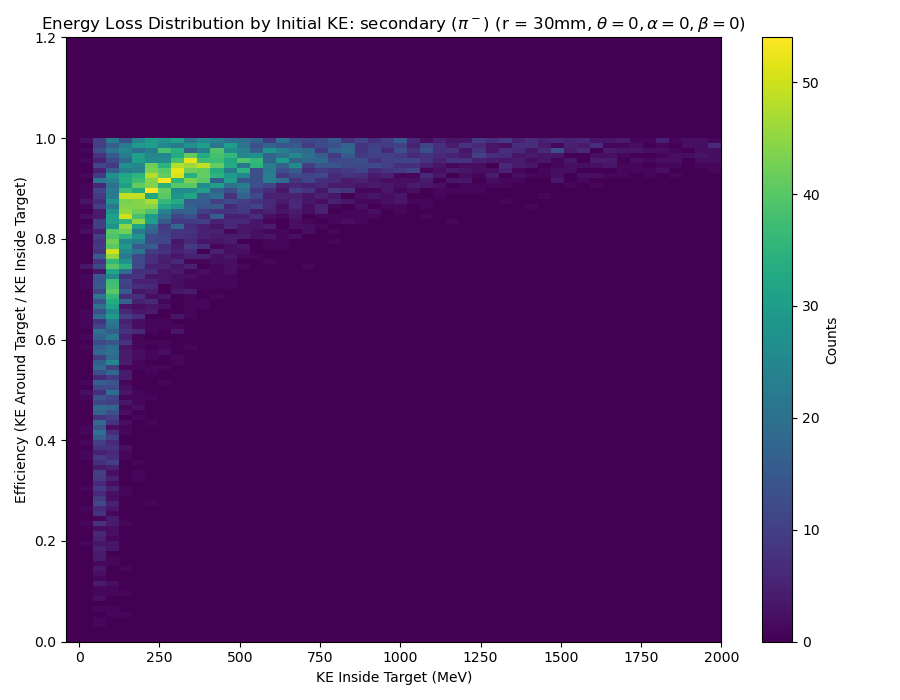 Energy Loss Distribution by Initial KE: secondary (π⁻) (r = 30mm, θ = 0, α = 0, β = 0)
1.2
1.0
0.8
0.6
0.4
0.2
0.0
Efficiency (KE Around Target / KE Inside Target)
0 250 500 750 1000 1250 1500 1750 2000
KE Inside Target (MeV)
50
40
30
20
10
0
Counts